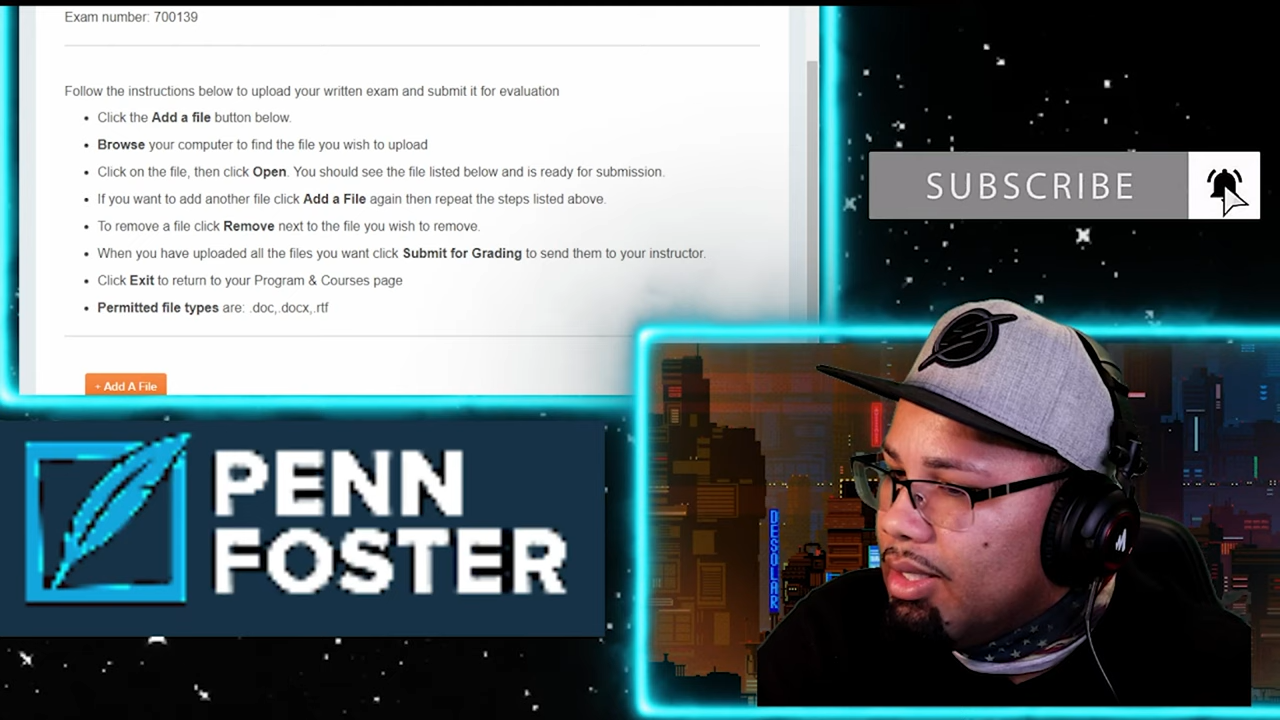 Exam number: 700139
Follow the instructions below to upload your written exam and submit it for evaluation
Click the Add a file button below.
Browse your computer to find the file you wish to upload
Click on the file, then click Open. You should see the file listed below and is ready for submission.
If you want to add another file click Add a File again then repeat the steps listed above.
To remove a file click Remove next to the file you wish to remove.
When you have uploaded all the files you want click Submit for Grading to send them to your instructor.
Click Exit to return to your Program & Courses page
Permitted file types are: .doc,.docx,.rtf
+ Add A File
SUBSCRIBE
PENN
FOSTER
DESOLAR